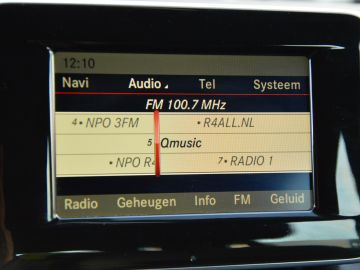 12:10
Navi Audio Tel Systeem
FM 100.7 MHz
4 • NPO 3FM • R4ALL.NL
5 Qmusic
• NPO R4 7 • RADIO 1
Radio Geheugen Info FM Geluid